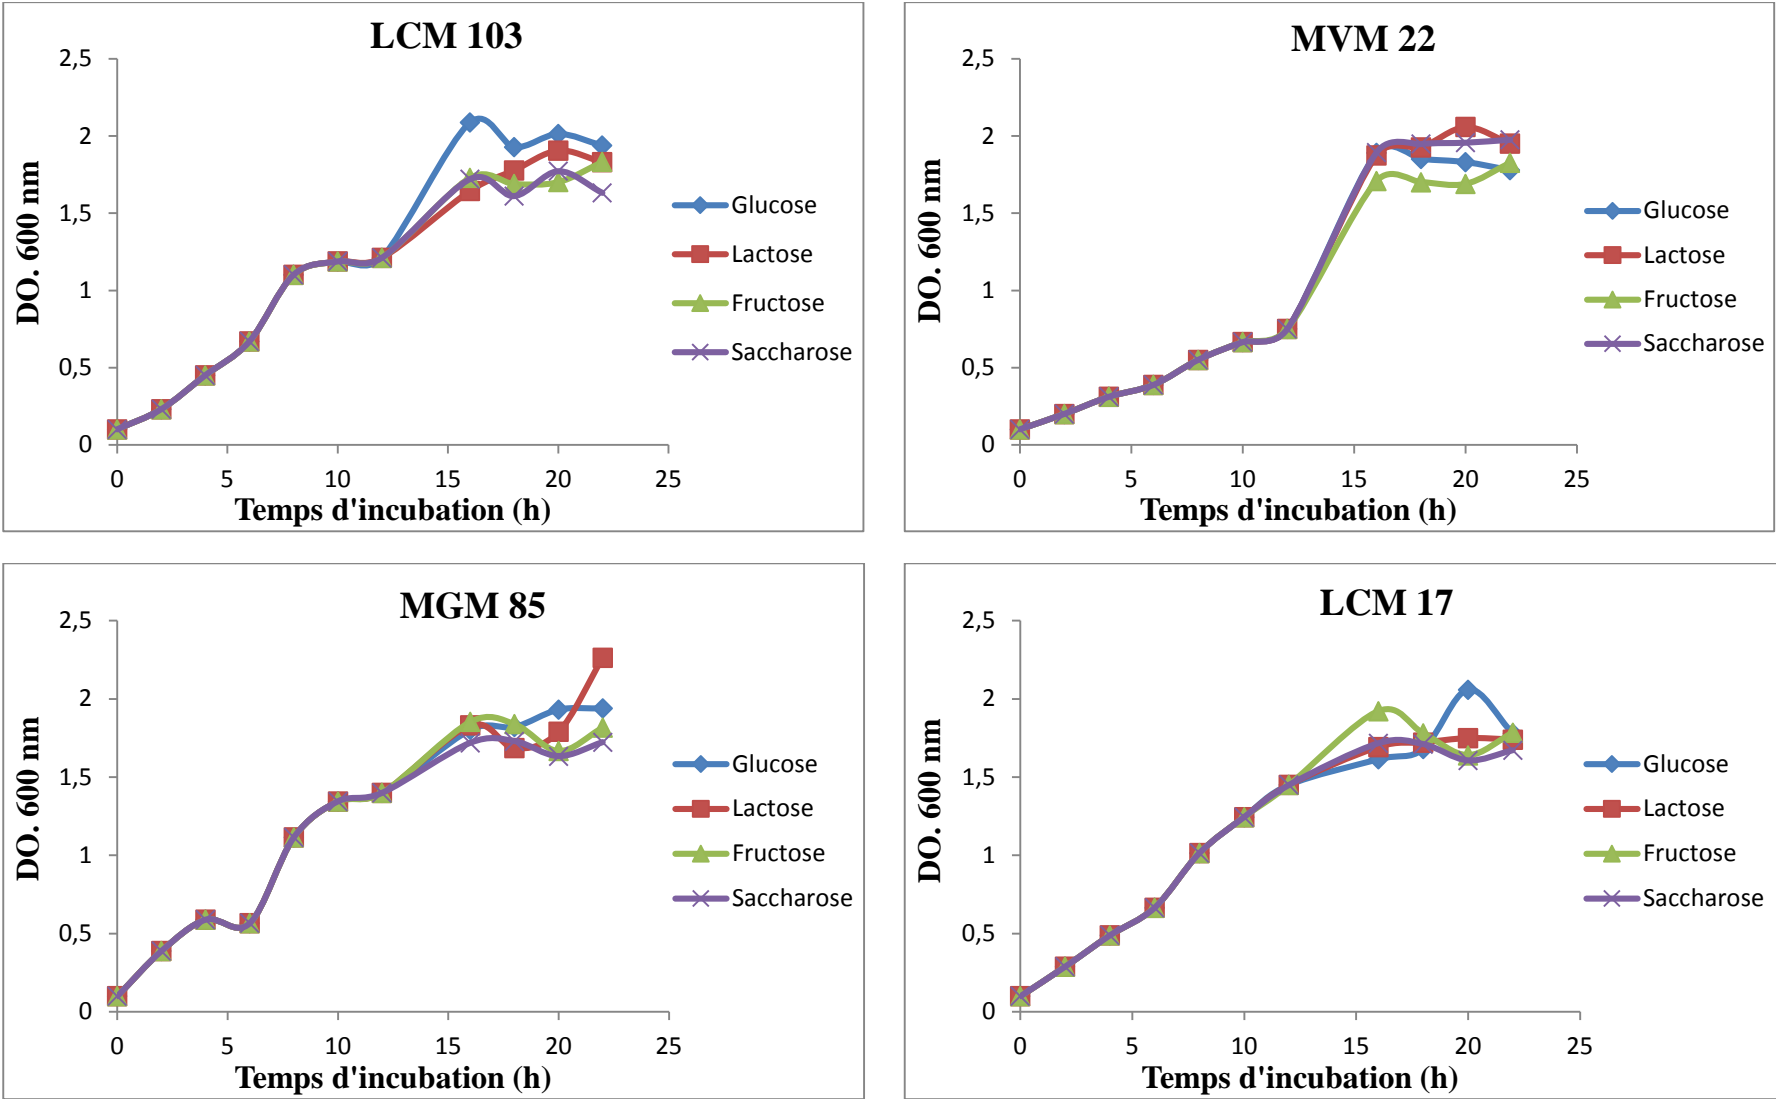 LCM 103
2,5
2
1,5
1
0,5
0
0 5 10 15 20 25
DO. 600 nm
Temps d'incubation (h)
Glucose
Lactose
Fructose
Saccharose
MVM 22
2,5
2
1,5
1
0,5
0
0 5 10 15 20 25
DO. 600 nm
Temps d'incubation (h)
Glucose
Lactose
Fructose
Saccharose
MGM 85
2,5
2
1,5
1
0,5
0
0 5 10 15 20 25
DO. 600 nm
Temps d'incubation (h)
Glucose
Lactose
Fructose
Saccharose
LCM 17
2,5
2
1,5
1
0,5
0
0 5 10 15 20 25
DO. 600 nm
Temps d'incubation (h)
Glucose
Lactose
Fructose
Saccharose